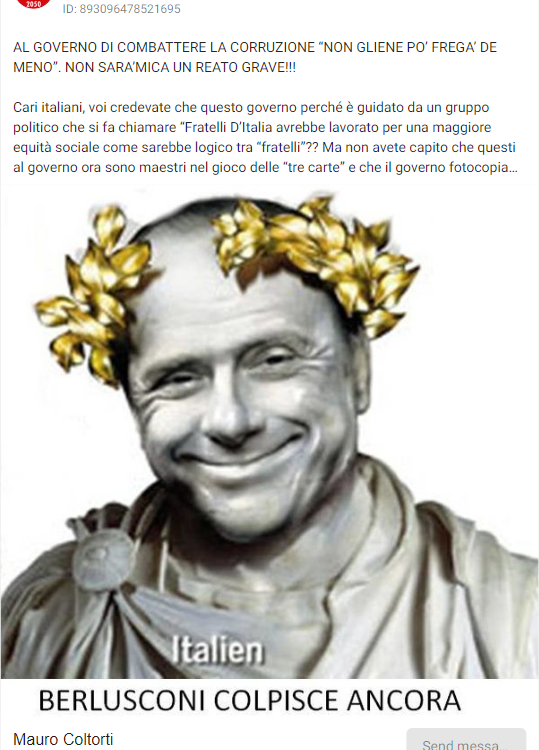 2050
ID: 893096478521695
AL GOVERNO DI COMBATTERE LA CORRUZIONE “NON GLIENE PO’ FREGA’ DE
MENO”. NON SARA’MICA UN REATO GRAVE!!!
Cari italiani, voi credevate che questo governo perché è guidato da un gruppo
politico che si fa chiamare “Fratelli D’Italia avrebbe lavorato per una maggiore
equità sociale come sarebbe logico tra “fratelli”?? Ma non avete capito che questi
al governo ora sono maestri nel gioco delle “tre carte” e che il governo fotocopia...
Italien
BERLUSCONI COLPISCE ANCORA
Mauro Coltorti
Send messa...